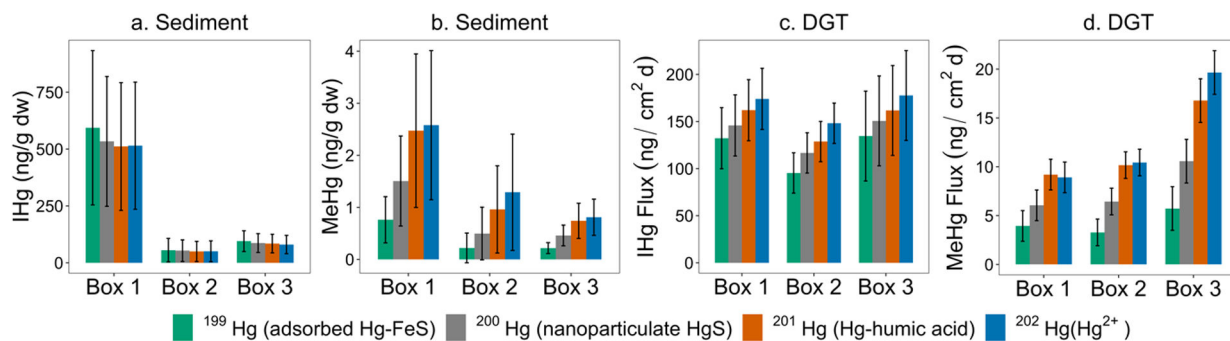 a. Sediment
IHg (ng/g dw)
750
500
250
0
Box 1 Box 2 Box 3
b. Sediment
MeHg (ng/g dw)
4
3
2
1
0
Box 1 Box 2 Box 3
c. DGT
IHg Flux (ng/ cm² d)
200
150
100
50
0
Box 1 Box 2 Box 3
d. DGT
MeHg Flux (ng/ cm² d)
20
15
10
5
0
Box 1 Box 2 Box 3
¹⁹⁹ Hg (adsorbed Hg-FeS) ²⁰⁰ Hg (nanoparticulate HgS) ²⁰¹ Hg (Hg-humic acid) ²⁰² Hg(Hg²⁺ )